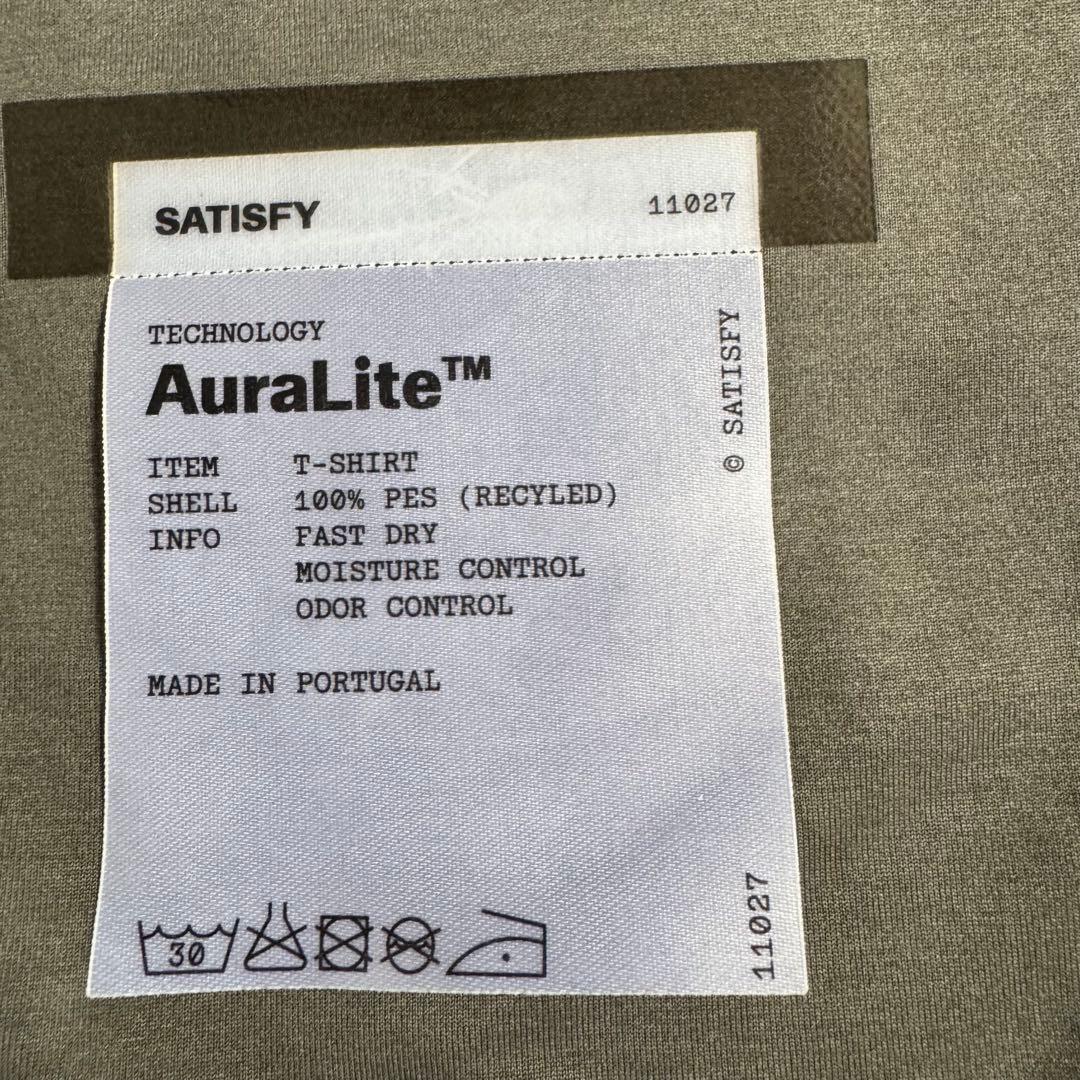 SATISFY 11027
TECHNOLOGY
AuraLite™
ITEM T-SHIRT
SHELL 100% PES (RECYLED)
INFO FAST DRY
MOISTURE CONTROL
ODOR CONTROL
MADE IN PORTUGAL
© SATISFY
30
11027